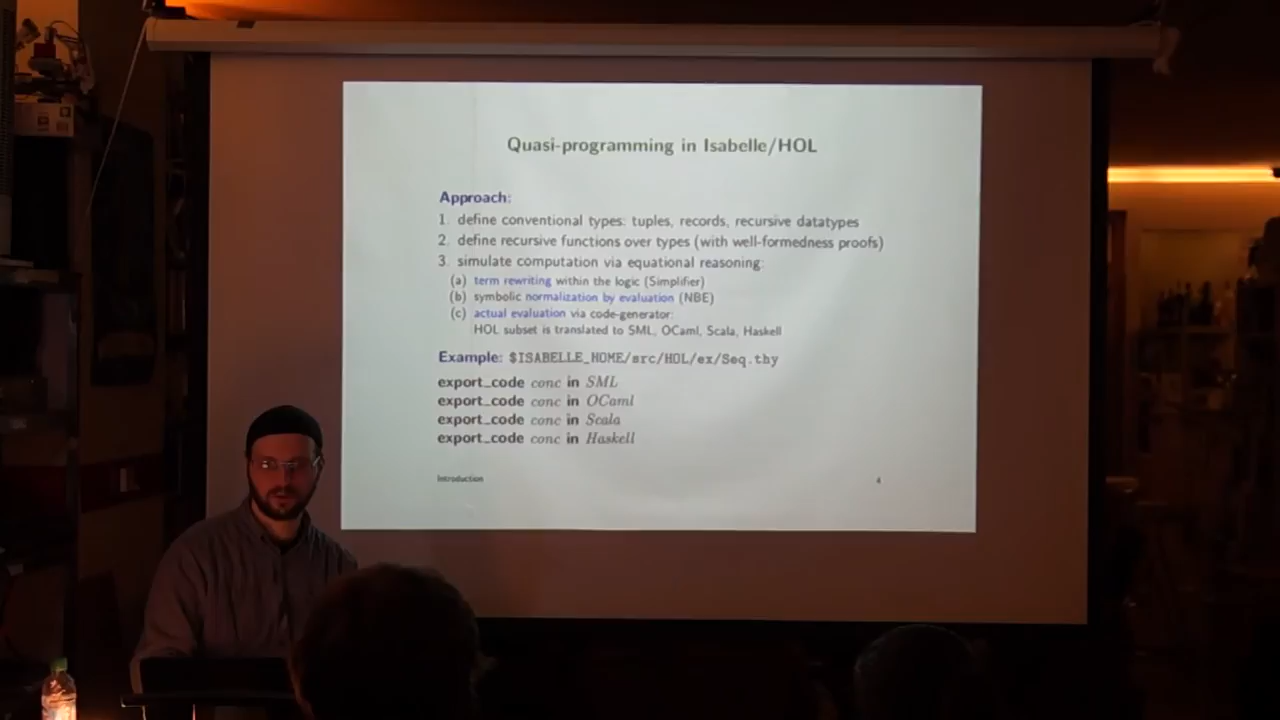 Quasi-programming in Isabelle/HOL
Approach:
1. define conventional types: tuples, records, recursive datatypes
2. define recursive functions over types (with well-formedness proofs)
3. simulate computation via equational reasoning:
(a) term rewriting within the logic (Simplifier)
(b) symbolic normalization by evaluation (NBE)
(c) actual evaluation via code-generator:
HOL subset is translated to SML, OCaml, Scala, Haskell
Example: $ISABELLE_HOME/src/HOL/ex/Seq.thy
export_code conc in SML
export_code conc in OCaml
export_code conc in Scala
export_code conc in Haskell
Introduction 4